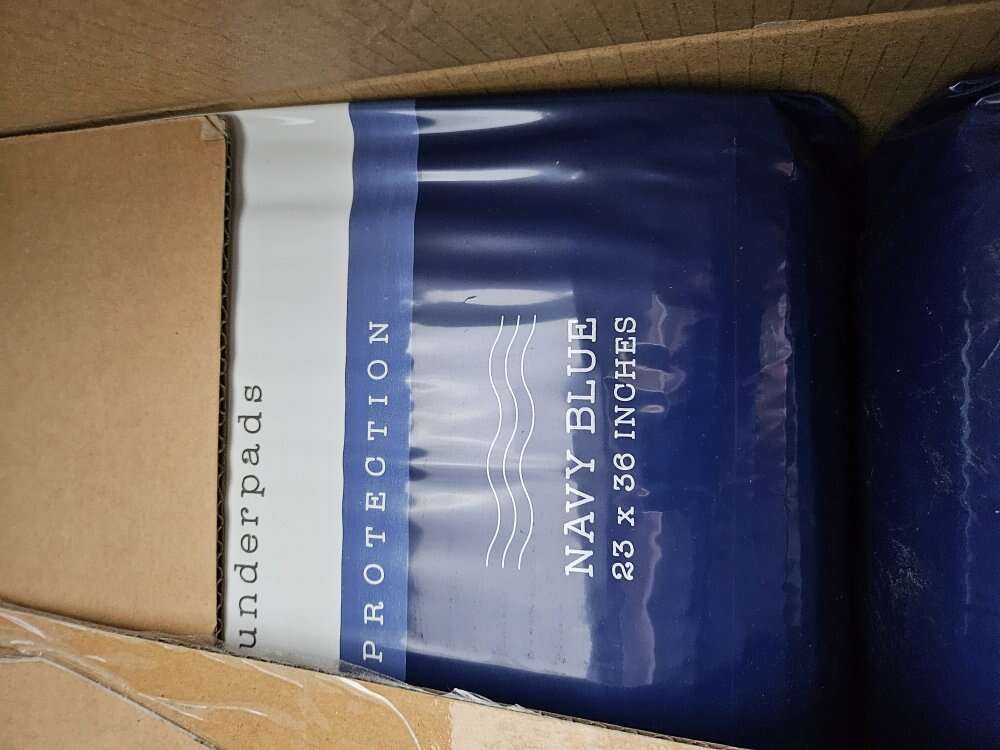 underpads
PROTECTION
NAVY BLUE
23 x 36 INCHES